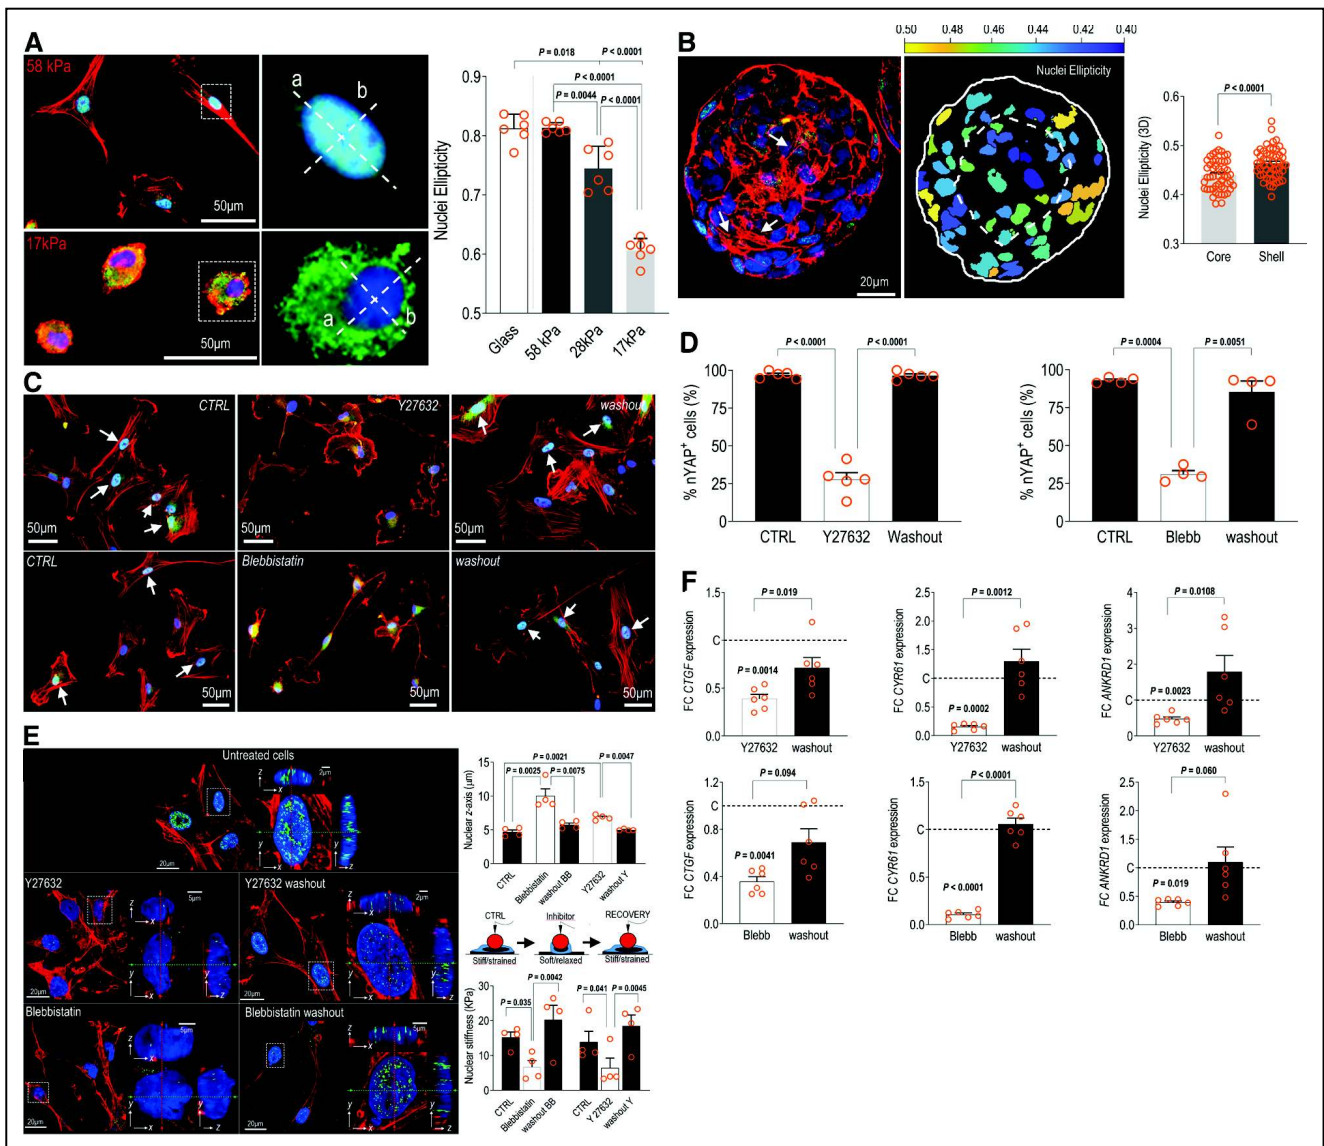 A
58 kPa
50μm
a
b
17kPa
50μm
a
b
Nuclei Ellipticity
0.9
0.8
0.7
0.6
0.5
P = 0.018
< 0.0001
P < 0.0001
P = 0.0044
P < 0.0001
Glass
58 kPa
28kPa
17kPa
B
0.50
0.48
0.46
0.44
0.42
0.40
20μm
Nuclei Ellipticity
Nuclei Ellipticity (3D)
0.6
0.5
0.4
0.3
P < 0.0001
Core
Shell
C
CTRL
50μm
Y27632
50μm
washout
50μm
CTRL
50μm
Blebbistatin
50μm
washout
50μm
D
% nYAP⁺ cells (%)
100
75
50
25
0
P < 0.0001
P < 0.0001
CTRL
Y27632
Washout
% nYAP⁺ cells (%)
100
75
50
25
0
P = 0.0004
P = 0.0051
CTRL
Blebb
washout
E
Untreated cells
20μm
2μm
z
x
y
x
y
z
Y27632
20μm
5μm
z
x
y
x
y
z
Y27632 washout
20μm
2μm
z
x
y
x
y
z
Blebbistatin
20μm
5μm
z
x
y
x
y
z
Blebbistatin washout
20μm
5μm
z
x
y
x
y
z
Nuclear z-axis (μm)
15
10
5
0
P = 0.0021
P = 0.0047
P = 0.0025
P = 0.0075
CTRL
Blebbistatin
washout BB
Y27632
washout Y
CTRL
Inhibitor
RECOVERY
Stiff/strained
Soft/relaxed
Stiff/strained
Nuclear stiffness (KPa)
30
20
10
0
P = 0.0042
P = 0.035
P = 0.041
P = 0.0045
CTRL
Blebbistatin
washout BB
CTRL
Y 27632
washout Y
F
FC CTGF expression
1.5
C
0.5
0.0
P = 0.019
P = 0.0014
Y27632
washout
FC CYR61 expression
2.5
2.0
1.5
C
0.5
0.0
P = 0.0012
P = 0.0002
Y27632
washout
FC ANKRD1 expression
4
3
2
C
0
P = 0.0108
P = 0.0023
Y27632
washout
FC CTGF expression
C
0.8
0.4
0.0
P = 0.094
P = 0.0041
Blebb
washout
FC CYR61 expression
1.5
C
0.5
0.0
P < 0.0001
P < 0.0001
Blebb
washout
FC ANKRD1 expression
2.5
2.0
1.5
C
0.5
0.0
P = 0.060
P = 0.019
Blebb
washout